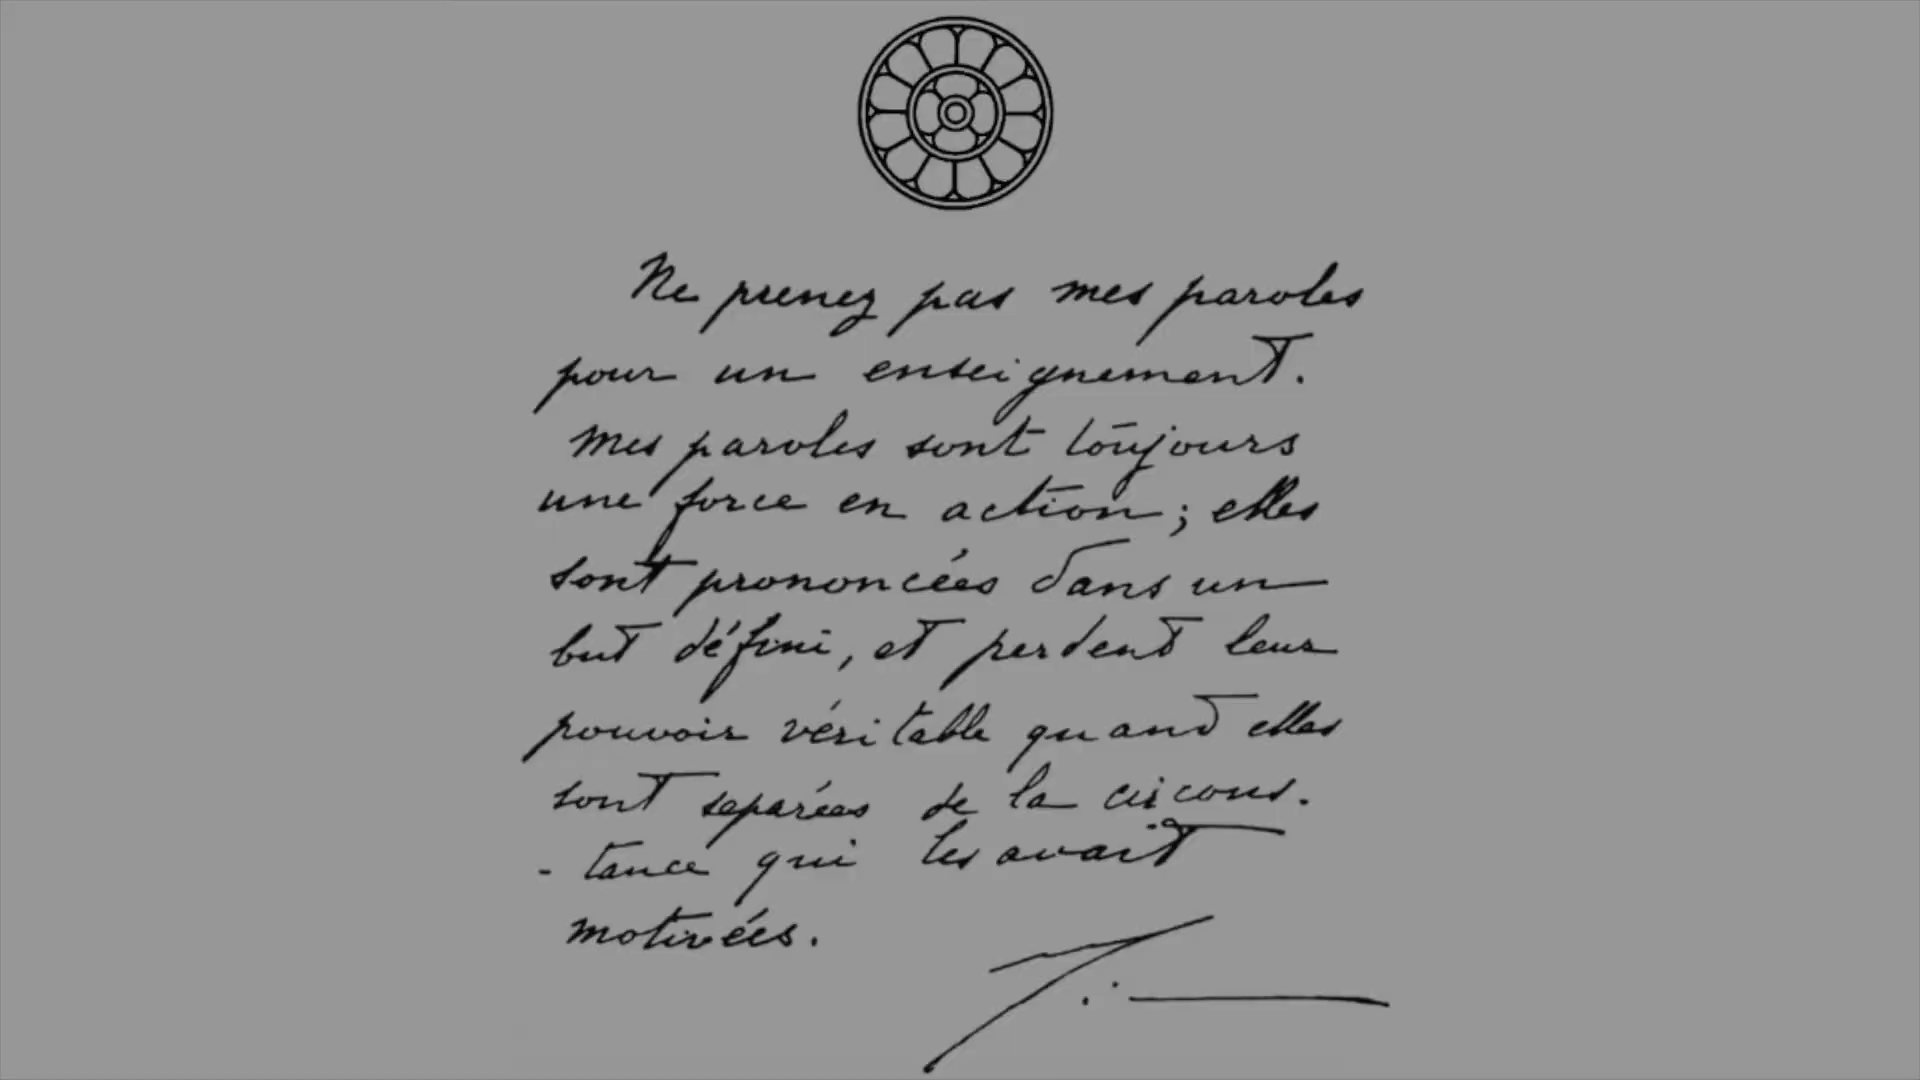 Ne prenez pas mes paroles
pour un enseignement.
Mes paroles sont toujours
une force en action; elles
sont prononcées dans un
but défini, et perdent leur
pouvoir véritable quand elles
sont separées de la circons.
- tance qui les avait
motivées.